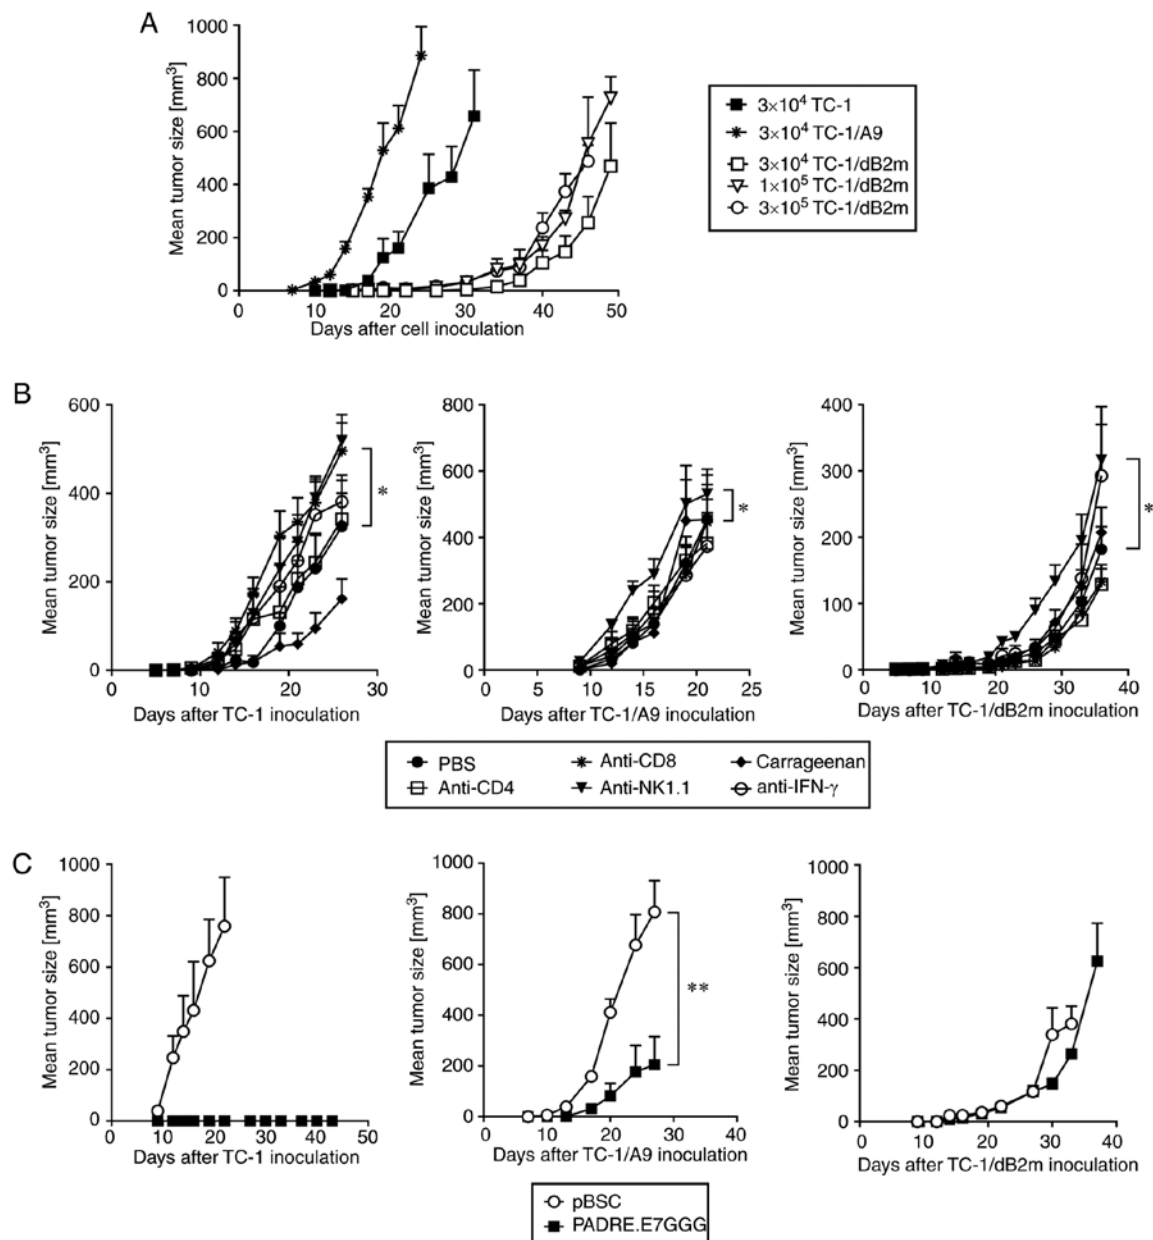 A
Mean tumor size [mm³]
1000
800
600
400
200
0
0 10 20 30 40 50
Days after cell inoculation
3×10⁴ TC-1
3×10⁴ TC-1/A9
3×10⁴ TC-1/dB2m
1×10⁵ TC-1/dB2m
3×10⁵ TC-1/dB2m
B
Mean tumor size [mm³]
600
400
200
0
0 10 20 30
Days after TC-1 inoculation
*
Mean tumor size [mm³]
800
600
400
200
0
0 5 10 15 20 25
Days after TC-1/A9 inoculation
*
Mean tumor size [mm³]
400
300
200
100
0
0 10 20 30 40
Days after TC-1/dB2m inoculation
*
PBS Anti-CD8 Carrageenan
Anti-CD4 Anti-NK1.1 anti-IFN-γ
C
Mean tumor size [mm³]
1000
800
600
400
200
0
0 10 20 30 40 50
Days after TC-1 inoculation
Mean tumor size [mm³]
1000
800
600
400
200
0
0 10 20 30 40
Days after TC-1/A9 inoculation
**
Mean tumor size [mm³]
1000
800
600
400
200
0
0 10 20 30 40
Days after TC-1/dB2m inoculation
pBSC
PADRE.E7GGG